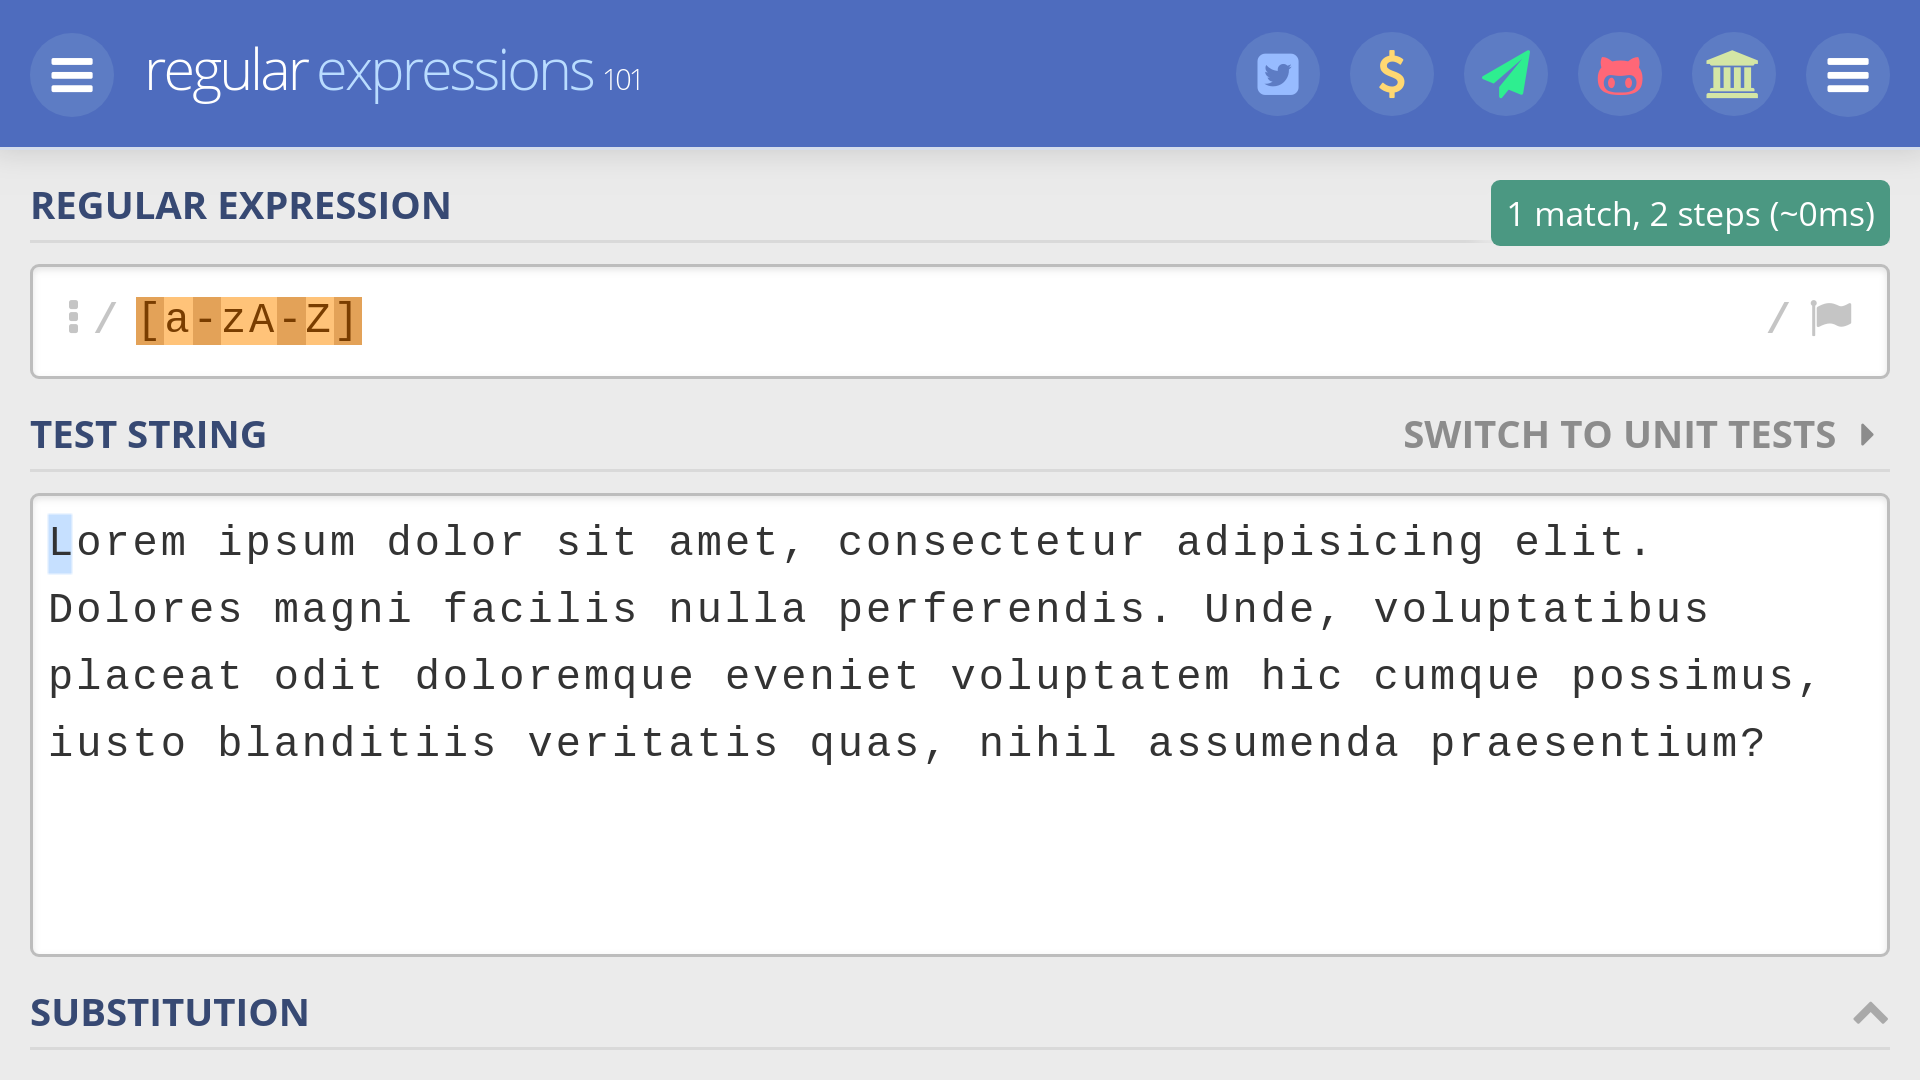 regular expressions 101
REGULAR EXPRESSION
1 match, 2 steps (~0ms)
/ [a-zA-Z] /
TEST STRING
SWITCH TO UNIT TESTS
Lorem ipsum dolor sit amet, consectetur adipisicing elit.
Dolores magni facilis nulla perferendis. Unde, voluptatibus
placeat odit doloremque eveniet voluptatem hic cumque possimus,
iusto blanditiis veritatis quas, nihil assumenda praesentium?
SUBSTITUTION